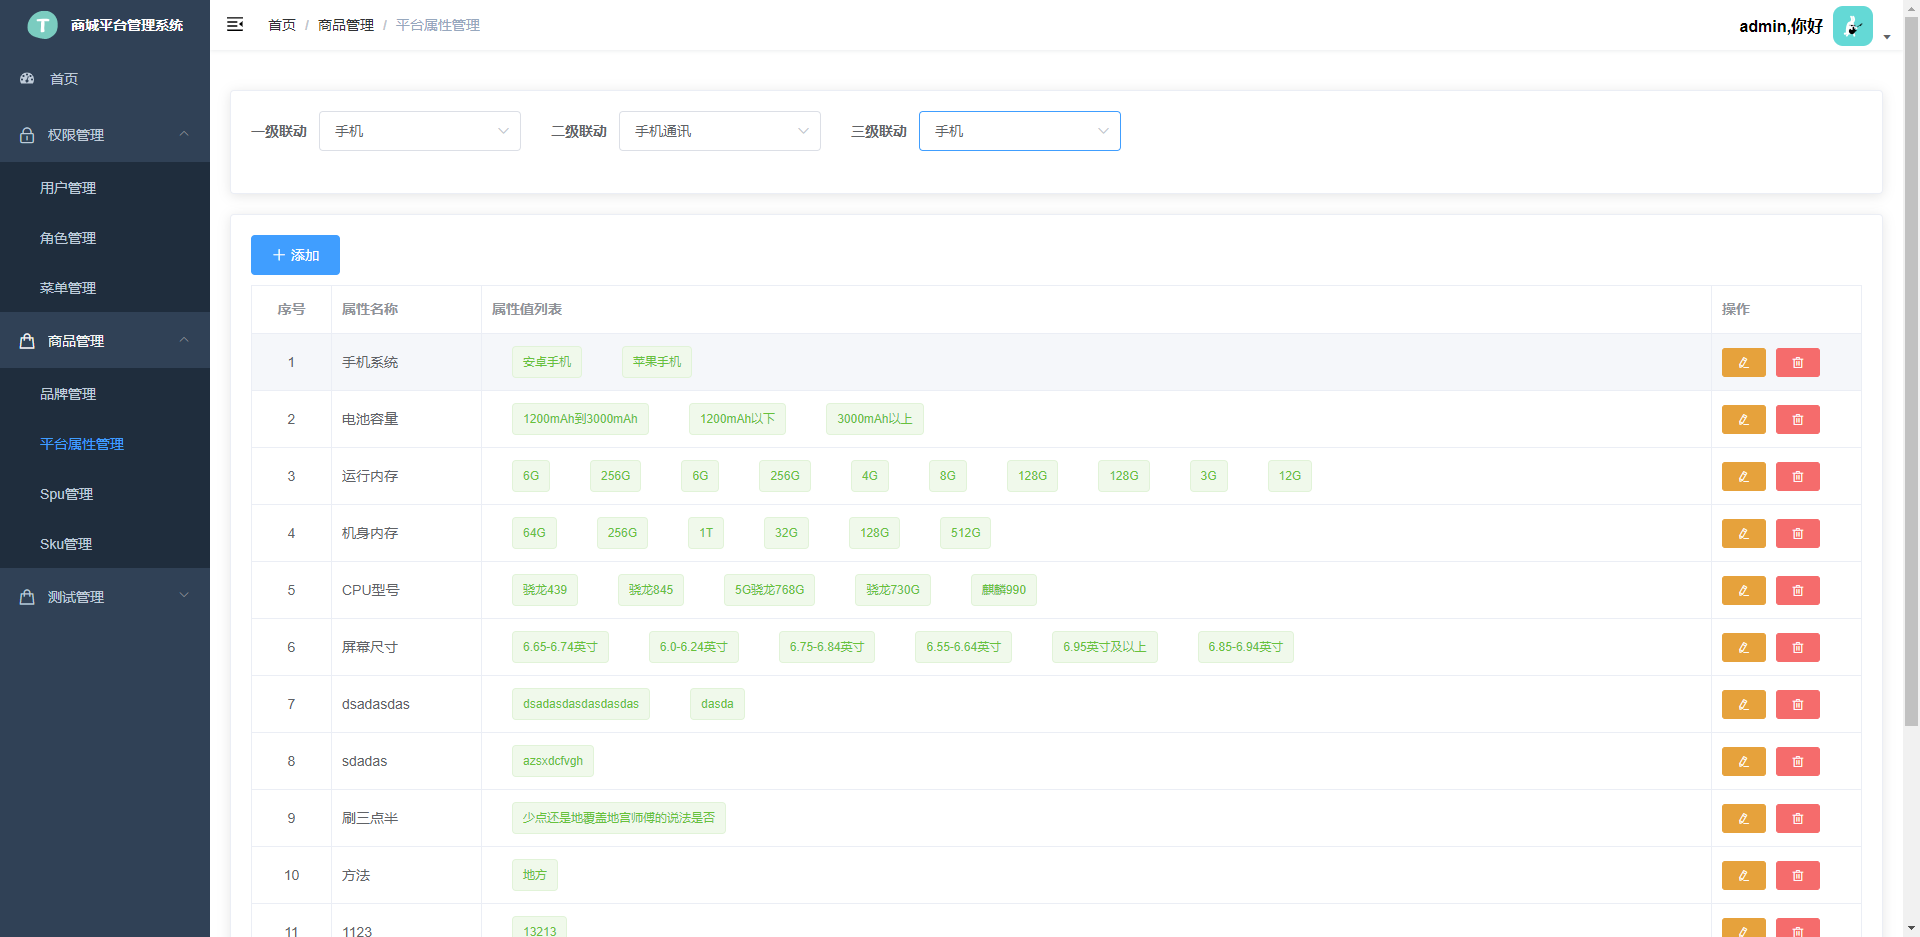 T 商城平台管理系统
首页
权限管理
用户管理
角色管理
菜单管理
商品管理
品牌管理
平台属性管理
Spu管理
Sku管理
测试管理
首页 / 商品管理 / 平台属性管理
admin,你好
一级联动 手机 二级联动 手机通讯 三级联动 手机
添加
序号 属性名称 属性值列表 操作
1 手机系统 安卓手机 苹果手机
2 电池容量 1200mAh到3000mAh 1200mAh以下 3000mAh以上
3 运行内存 6G 256G 6G 256G 4G 8G 128G 128G 3G 12G
4 机身内存 64G 256G 1T 32G 128G 512G
5 CPU型号 骁龙439 骁龙845 5G骁龙768G 骁龙730G 麒麟990
6 屏幕尺寸 6.65-6.74英寸 6.0-6.24英寸 6.75-6.84英寸 6.55-6.64英寸 6.95英寸及以上 6.85-6.94英寸
7 dsadasdas dsadasdasdasdasdas dasda
8 sdadas azsxdcfvgh
9 刷三点半 少点还是地覆盖地宫师傅的说法是否
10 方法 地方
11 1123 13213